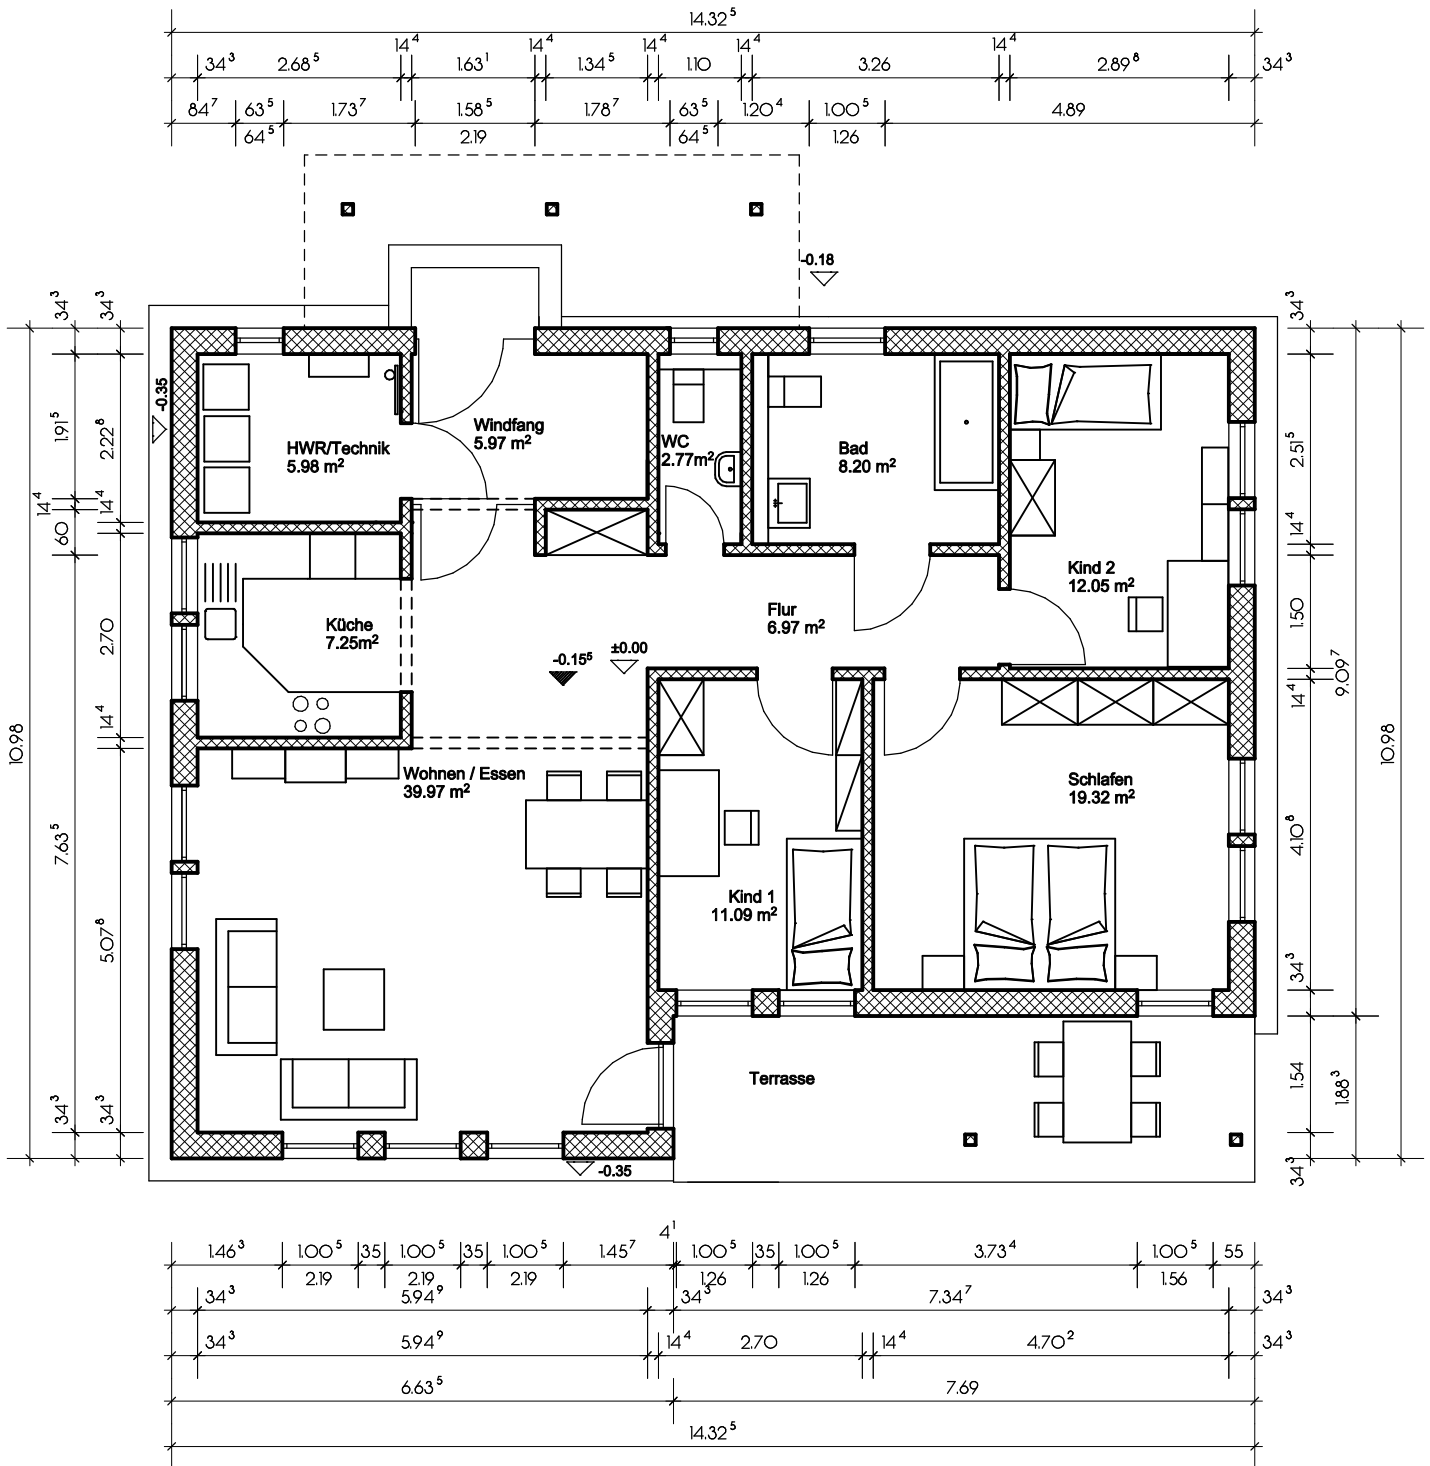 14.32⁵
14⁴ 14⁴ 14⁴ 14⁴ 14⁴
34³ 2.68⁵ 1.63¹ 1.34⁵ 1.10 3.26 2.89⁸ 34³
84⁷ 63⁵ 1.73⁷ 1.58⁵ 1.78⁷ 63⁵ 1.20⁴ 1.00⁵ 4.89
64⁵ 2.19 64⁵ 1.26
-0.18
10.98
34³ 1.91⁵ 14⁴ 60 7.63⁵ 34³
34³ 2.22⁸ 14⁴ 2.70 14⁴ 5.07⁸ 34³
-0.35
HWR/Technik
5.98 m²
Windfang
5.97 m²
WC
2.77m²
Bad
8.20 m²
Kind 2
12.05 m²
Küche
7.25m²
Flur
6.97 m²
-0.15⁵
±0.00
Wohnen / Essen
39.97 m²
Schlafen
19.32 m²
Kind 1
11.09 m²
Terrasse
-0.35
34³ 2.51⁵ 14⁴ 1.50 14⁴ 4.10⁸ 34³ 1.54 34³
9.09⁷ 1.88³
10.98
4¹
1.46³ 1.00⁵ 35 1.00⁵ 35 1.00⁵ 1.45⁷ 1.00⁵ 35 1.00⁵ 3.73⁴ 1.00⁵ 55
2.19 2.19 2.19 1.26 1.26 1.56
34³ 5.94⁹ 34³ 7.34⁷ 34³
34³ 5.94⁹ 14⁴ 2.70 14⁴ 4.70² 34³
6.63⁵ 7.69
14.32⁵